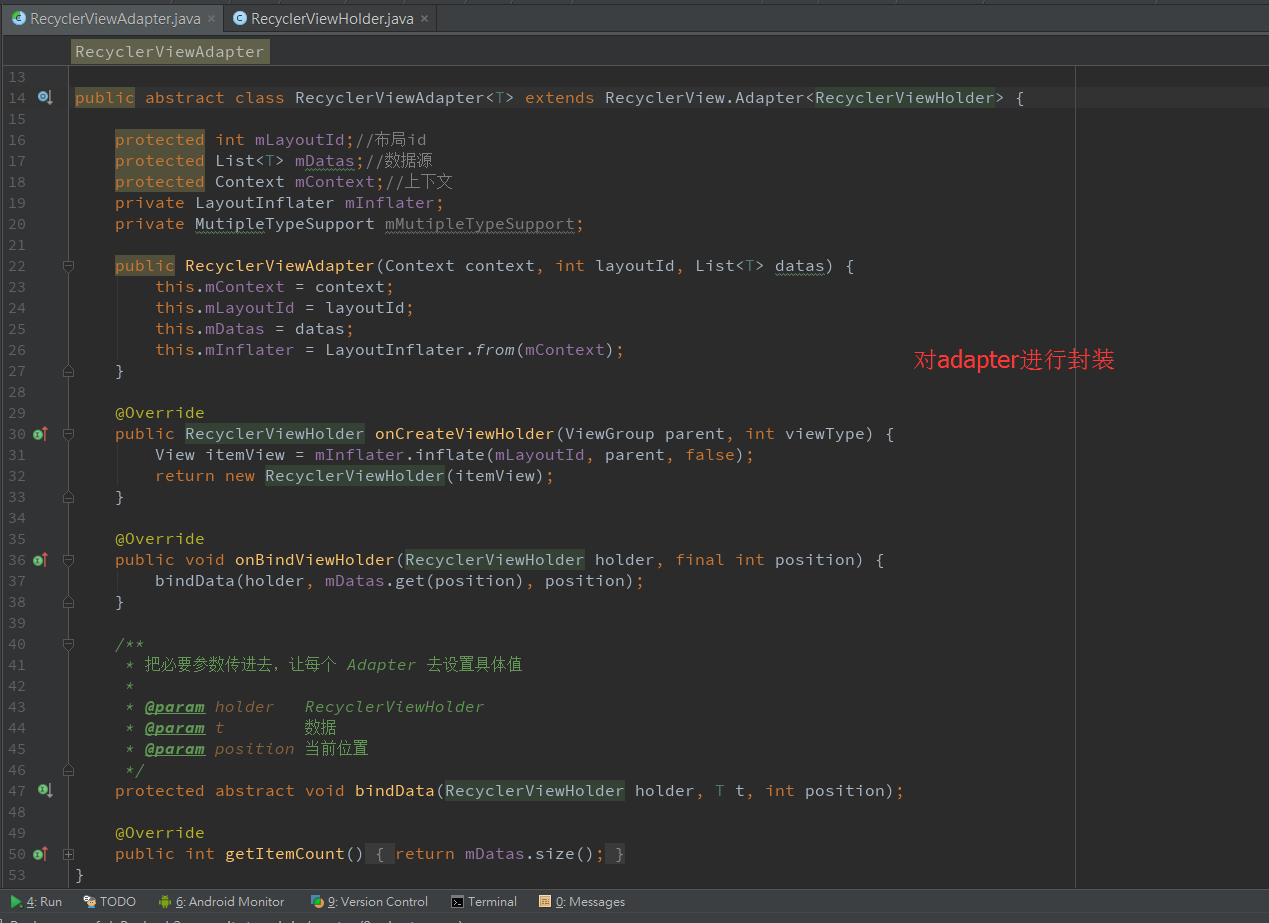 RecyclerViewAdapter.java × RecyclerViewHolder.java ×
RecyclerViewAdapter
13
14 public abstract class RecyclerViewAdapter<T> extends RecyclerView.Adapter<RecyclerViewHolder> {
15
16 protected int mLayoutId;//布局id
17 protected List<T> mDatas;//数据源
18 protected Context mContext;//上下文
19 private LayoutInflater mInflater;
20 private MutipleTypeSupport mMutipleTypeSupport;
21
22 public RecyclerViewAdapter(Context context, int layoutId, List<T> datas) {
23 this.mContext = context;
24 this.mLayoutId = layoutId;
25 this.mDatas = datas;
26 this.mInflater = LayoutInflater.from(mContext);
对adapter进行封装
27 }
28
29 @Override
30 public RecyclerViewHolder onCreateViewHolder(ViewGroup parent, int viewType) {
31 View itemView = mInflater.inflate(mLayoutId, parent, false);
32 return new RecyclerViewHolder(itemView);
33 }
34
35 @Override
36 public void onBindViewHolder(RecyclerViewHolder holder, final int position) {
37 bindData(holder, mDatas.get(position), position);
38 }
39
40 /**
41 * 把必要参数传进去，让每个 Adapter 去设置具体值
42 *
43 * @param holder RecyclerViewHolder
44 * @param t 数据
45 * @param position 当前位置
46 */
47 protected abstract void bindData(RecyclerViewHolder holder, T t, int position);
48
49 @Override
50 public int getItemCount() { return mDatas.size(); }
53 }
4: Run TODO 6: Android Monitor 9: Version Control Terminal 0: Messages